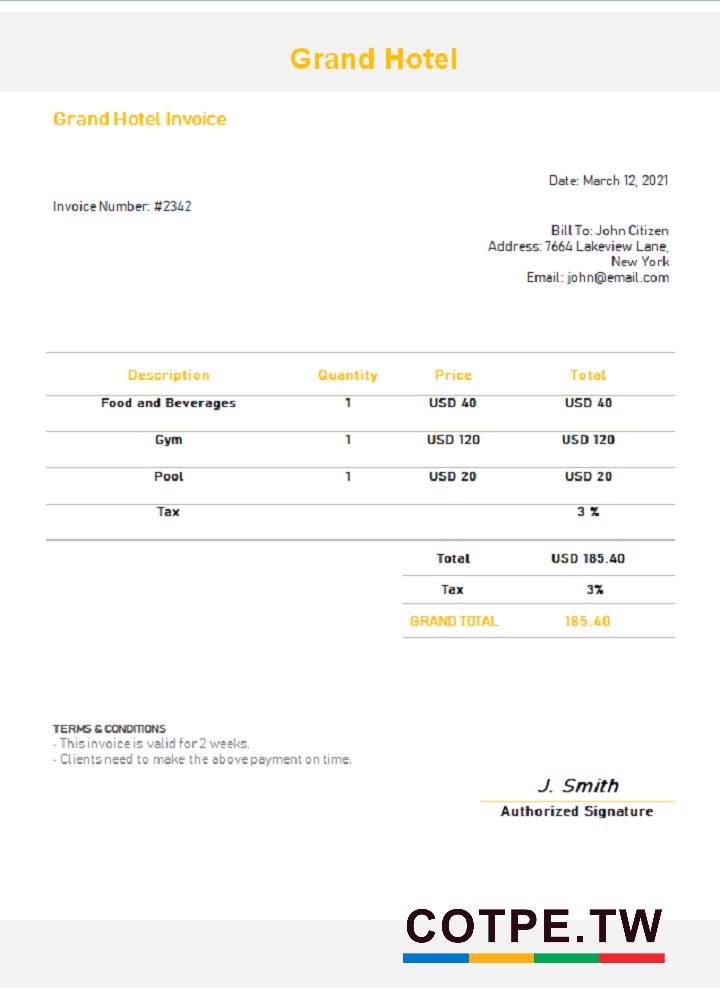 Grand Hotel
Grand Hotel Invoice
Date: March 12, 2021
Invoice Number: #2342
Bill To: John Citizen
Address: 7664 Lakeview Lane,
New York
Email: john@email.com
Description Quantity Price Total
Food and Beverages 1 USD 40 USD 40
Gym 1 USD 120 USD 120
Pool 1 USD 20 USD 20
Tax 3 %
Total USD 185.40
Tax 3%
GRAND TOTAL 185.40
TERMS & CONDITIONS
- This invoice is valid for 2 weeks.
- Clients need to make the above payment on time.
J. Smith
Authorized Signature
COTPE.TW